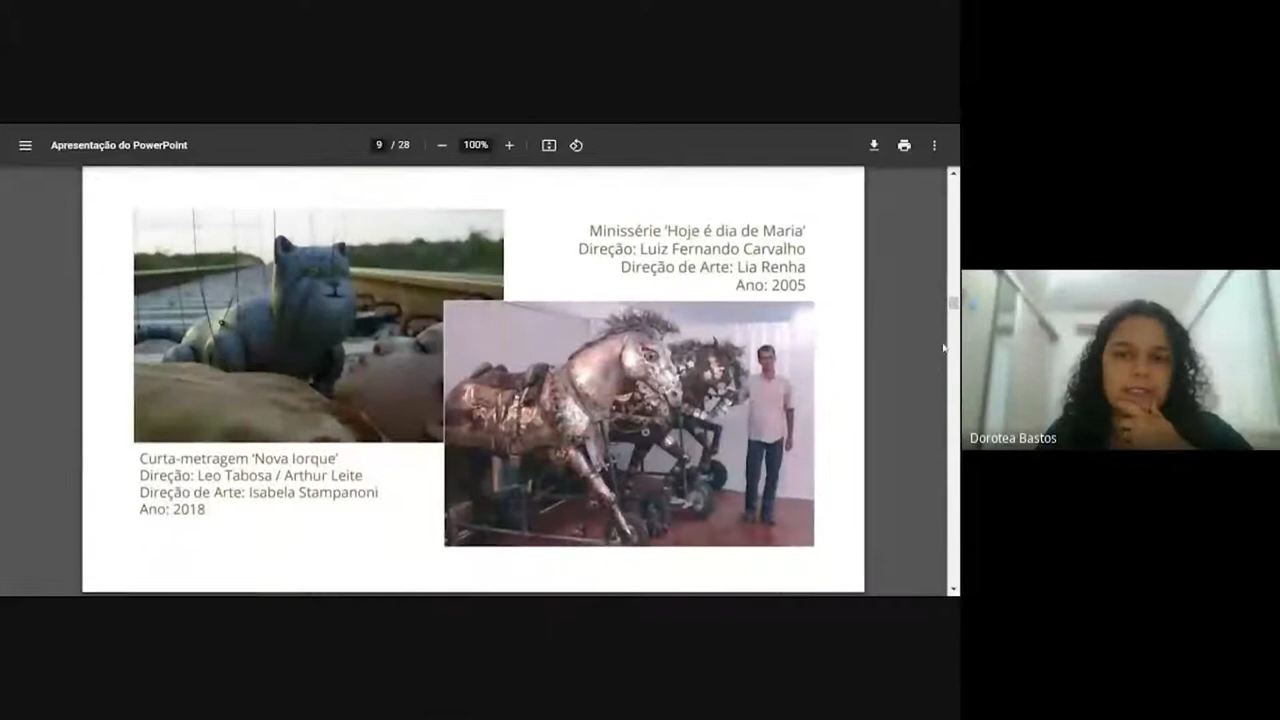 Apresentação do PowerPoint
9 / 28
100%
Minissérie ‘Hoje é dia de Maria’
Direção: Luiz Fernando Carvalho
Direção de Arte: Lia Renha
Ano: 2005
Curta-metragem ‘Nova Iorque’
Direção: Leo Tabosa / Arthur Leite
Direção de Arte: Isabela Stampanoni
Ano: 2018
Dorotea Bastos